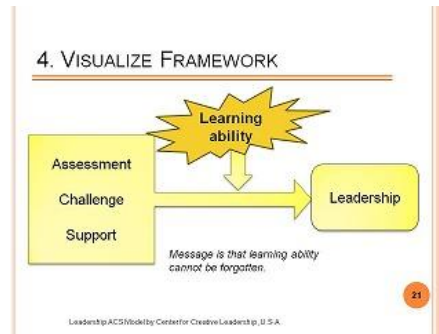 4. VISUALIZE FRAMEWORK
Learning
ability
Assessment
Challenge
Support
Leadership
Message is that learning ability
cannot be forgotten.
21
Leadership ACS Model by Center for Creative Leadership, U.S.A.